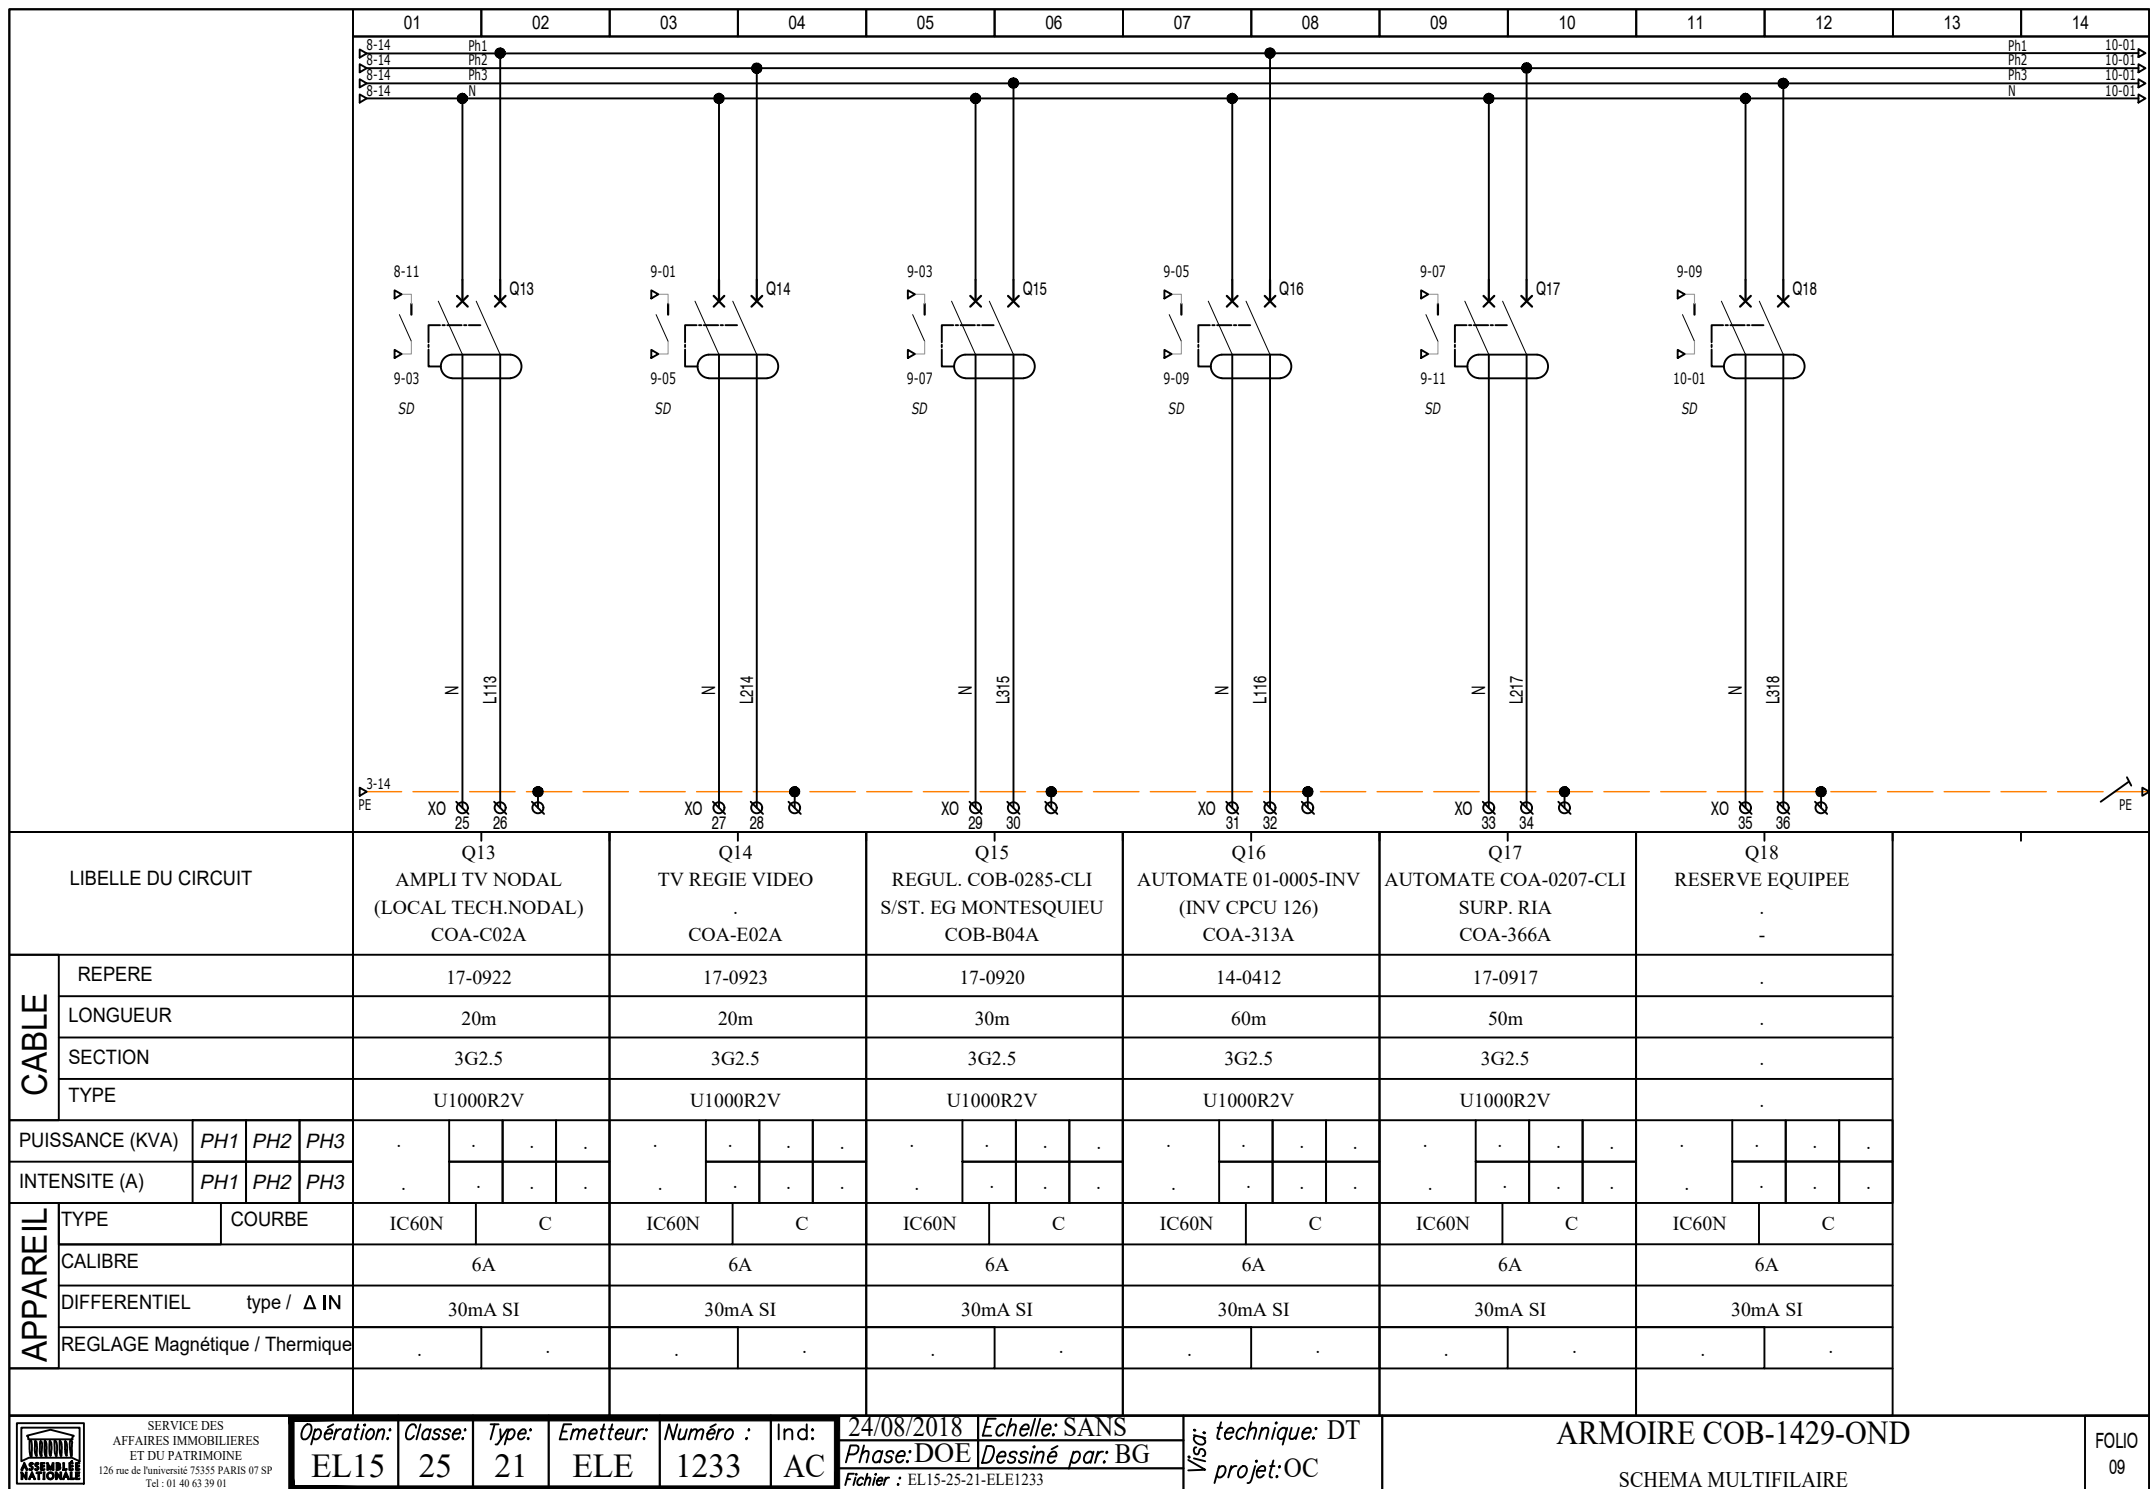 01 02 03 04 05 06 07 08 09 10 11 12 13 14
8-14 Ph1 Ph1 10-01
8-14 Ph2 Ph2 10-01
8-14 Ph3 Ph3 10-01
8-14 N N 10-01
8-11 9-01 9-03 9-05 9-07 9-09
Q13 Q14 Q15 Q16 Q17 Q18
9-03 9-05 9-07 9-09 9-11 10-01
SD SD SD SD SD SD
N L113 N L214 N L315 N L116 N L217 N L318
3-14
PE XO XO XO XO XO XO PE
25 26 27 28 29 30 31 32 33 34 35 36
LIBELLE DU CIRCUIT
Q13
AMPLI TV NODAL
(LOCAL TECH.NODAL)
COA-C02A
Q14
TV REGIE VIDEO
.
COA-E02A
Q15
REGUL. COB-0285-CLI
S/ST. EG MONTESQUIEU
COB-B04A
Q16
AUTOMATE 01-0005-INV
(INV CPCU 126)
COA-313A
Q17
AUTOMATE COA-0207-CLI
SURP. RIA
COA-366A
Q18
RESERVE EQUIPEE
.
-
CABLE
REPERE 17-0922 17-0923 17-0920 14-0412 17-0917 .
LONGUEUR 20m 20m 30m 60m 50m .
SECTION 3G2.5 3G2.5 3G2.5 3G2.5 3G2.5 .
TYPE U1000R2V U1000R2V U1000R2V U1000R2V U1000R2V .
PUISSANCE (KVA) PH1 PH2 PH3 . . . . . . . . . . . . . . . . . . . . . . . .
INTENSITE (A) PH1 PH2 PH3 . . . . . . . . . . . . . . . . . . . . . . . .
APPAREIL
TYPE COURBE IC60N C IC60N C IC60N C IC60N C IC60N C IC60N C
CALIBRE 6A 6A 6A 6A 6A 6A
DIFFERENTIEL type / Δ IN 30mA SI 30mA SI 30mA SI 30mA SI 30mA SI 30mA SI
REGLAGE Magnétique / Thermique . . . . . . . . . . . .
ASSEMBLÉE
NATIONALE
SERVICE DES
AFFAIRES IMMOBILIERES
ET DU PATRIMOINE
126 rue de l'université 75355 PARIS 07 SP
Tel : 01 40 63 39 01
Opération: Classe: Type: Emetteur: Numéro : Ind:
EL15 25 21 ELE 1233 AC
24/08/2018 Echelle: SANS
Phase: DOE Dessiné par: BG
Fichier : EL15-25-21-ELE1233
Visa: technique: DT
projet: OC
ARMOIRE COB-1429-OND
SCHEMA MULTIFILAIRE
FOLIO
09